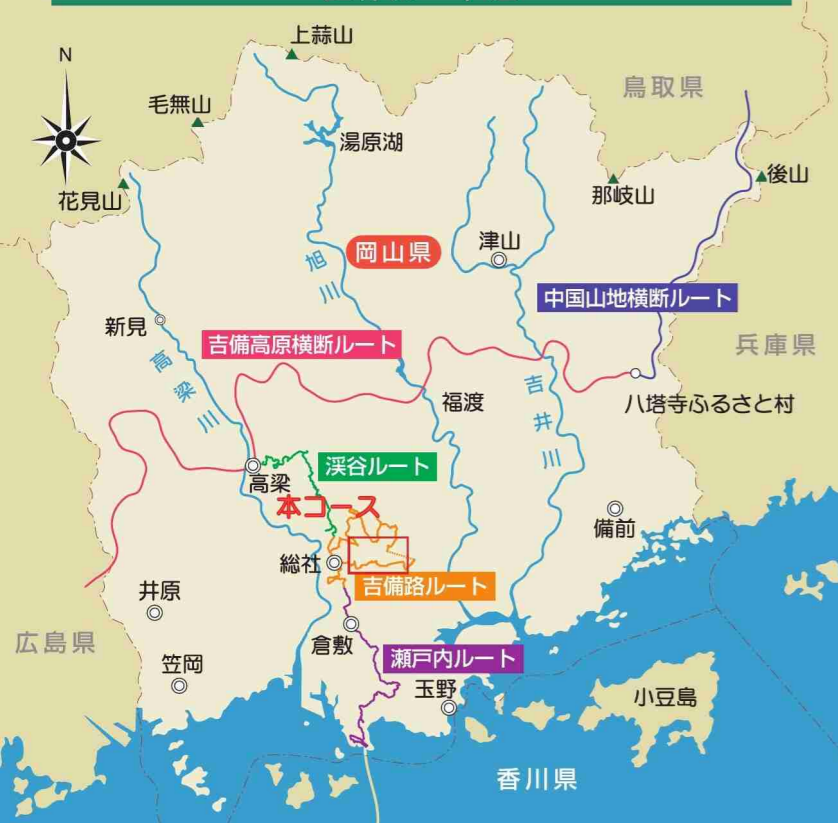 上蒜山
N
鳥取県
毛無山
湯原湖
後山
花見山
那岐山
津山
岡山県
旭川
中国山地横断ルート
新見
吉備高原横断ルート
兵庫県
高梁川
吉井川
福渡
八塔寺ふるさと村
渓谷ルート
高梁
本コース
備前
総社
吉備路ルート
井原
広島県
倉敷
瀬戸内ルート
笠岡
玉野
小豆島
香川県